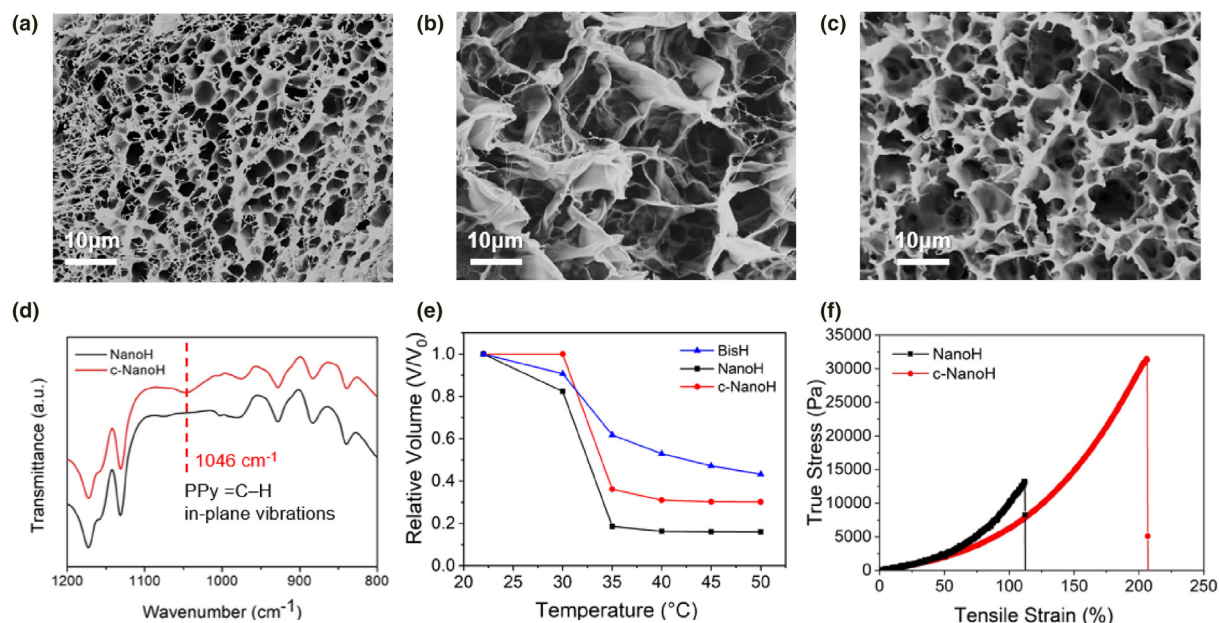 (a)
(b)
(c)
10µm
10µm
10µm
(d)
NanoH
c-NanoH
1046 cm⁻¹
PPy =C–H
in-plane vibrations
Transmittance (a.u.)
1200
1100
1000
900
800
Wavenumber (cm⁻¹)
(e)
BisH
NanoH
c-NanoH
Relative Volume (V/V₀)
1.0
0.8
0.6
0.4
0.2
0.0
20 25 30 35 40 45 50
Temperature (°C)
(f)
NanoH
c-NanoH
True Stress (Pa)
35000
30000
25000
20000
15000
10000
5000
0
0 50 100 150 200 250
Tensile Strain (%)